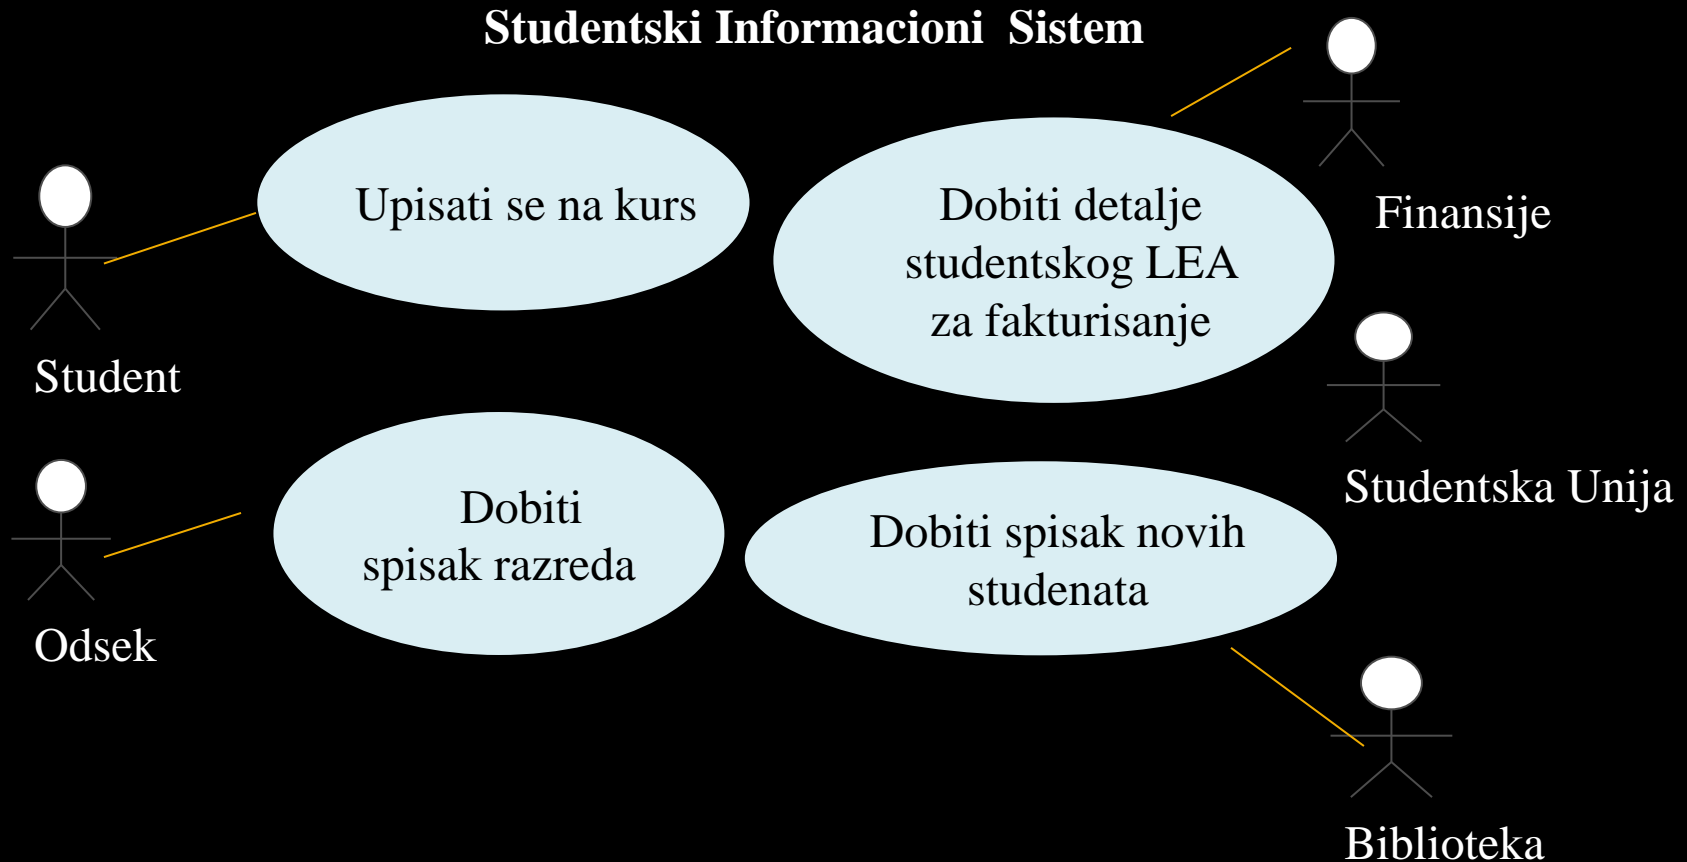 Studentski Informacioni Sistem
Upisati se na kurs
Dobiti detalje
studentskog LEA
za fakturisanje
Finansije
Student
Studentska Unija
Dobiti
spisak razreda
Dobiti spisak novih
studenata
Odsek
Biblioteka